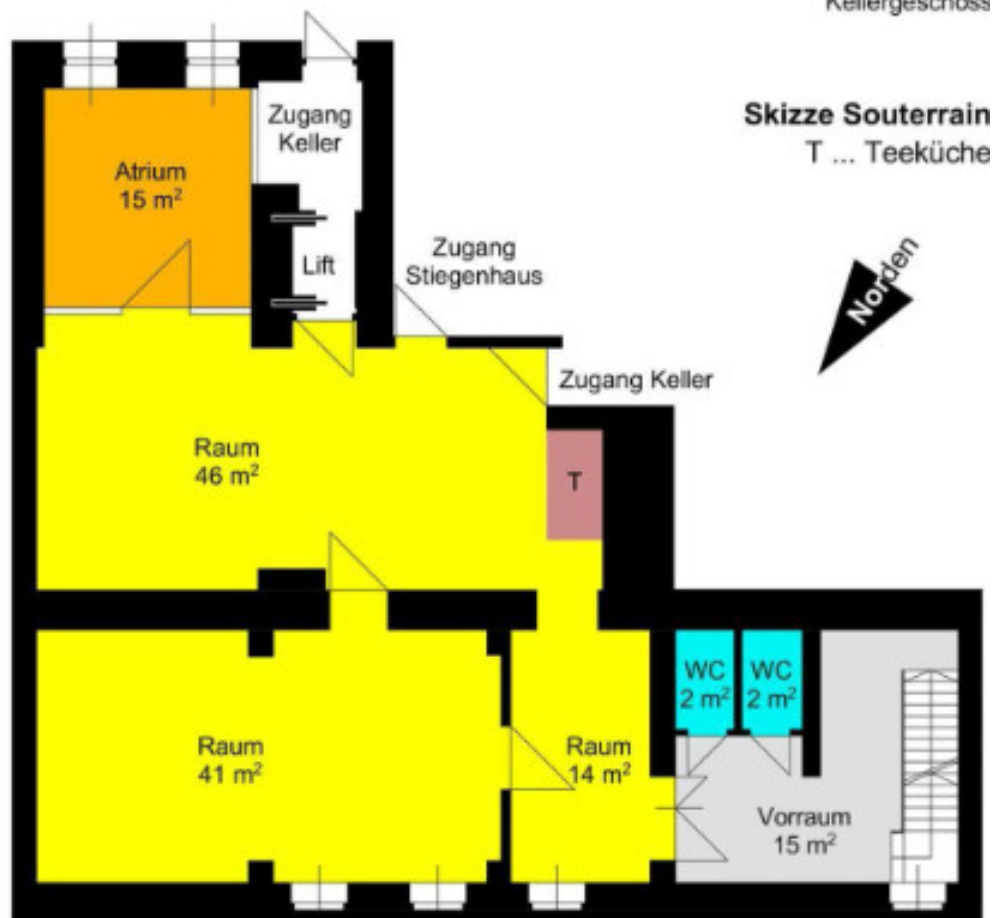 Kellergeschoss
Skizze Souterrain
T ... Teeküche
Norden
Zugang
Keller
Atrium
15 m²
Lift
Zugang
Stiegenhaus
Zugang Keller
Raum
46 m²
T
Raum
41 m²
Raum
14 m²
WC
2 m²
WC
2 m²
Vorraum
15 m²